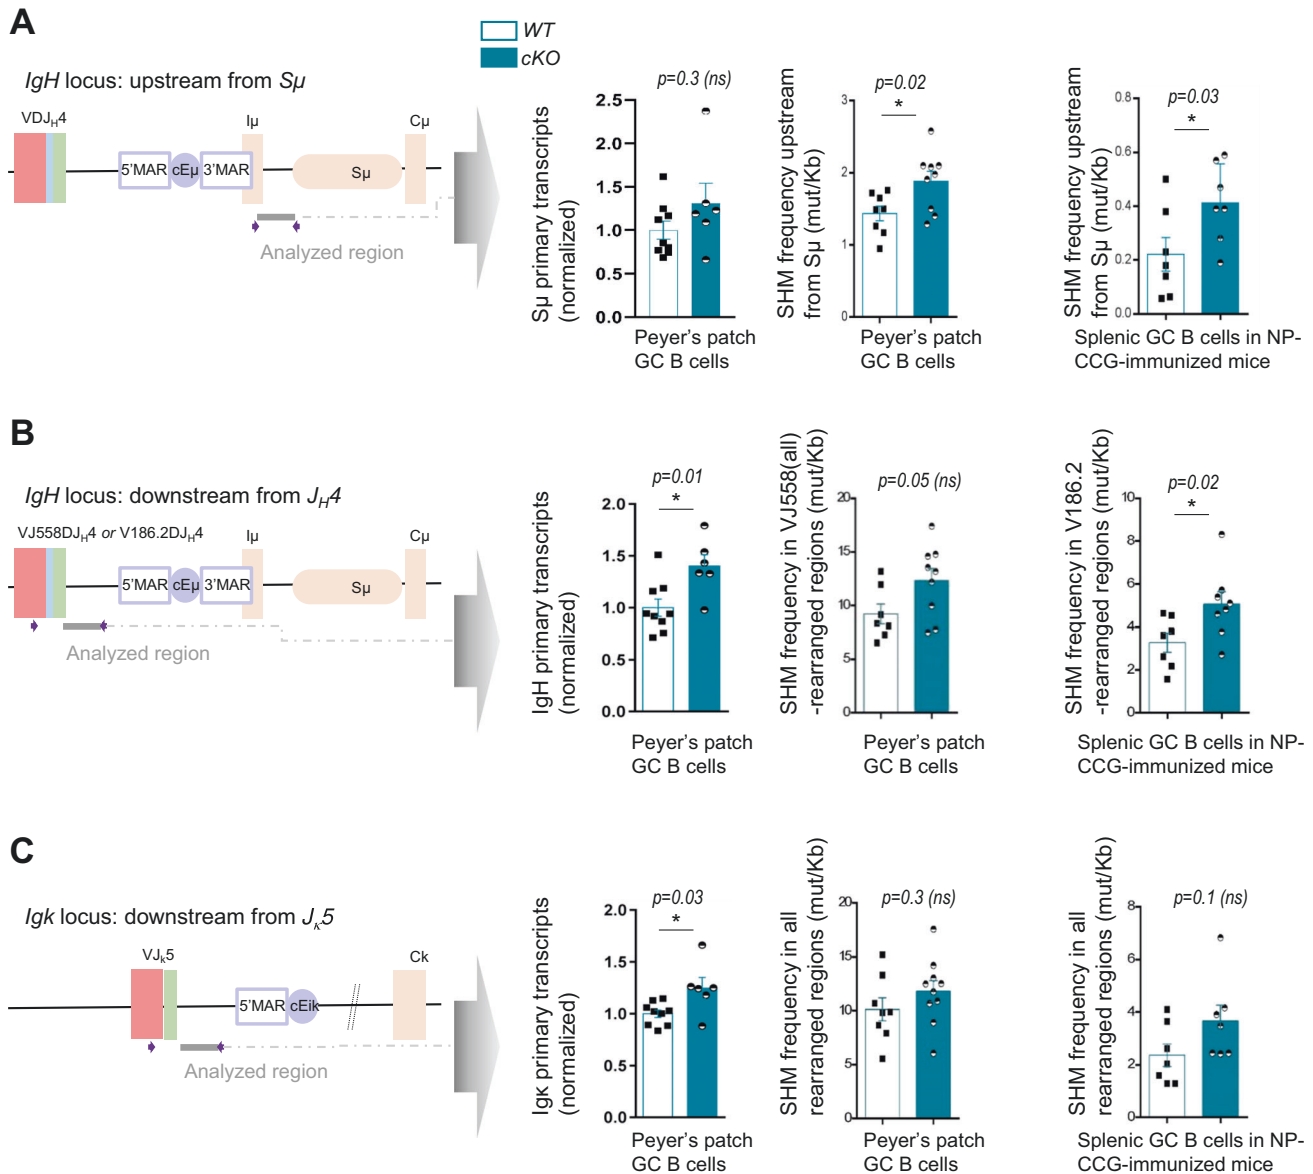 A
WT
cKO
IgH locus: upstream from Sµ
VDJH4
Iµ
Cµ
5'MAR
cEµ
3'MAR
Sµ
Analyzed region
Sµ primary transcripts
(normalized)
p=0.3 (ns)
2.5
2.0
1.5
1.0
0.5
0.0
Peyer's patch
GC B cells
SHM frequency upstream
from Sµ (mut/Kb)
p=0.02
*
3
2
1
0
Peyer's patch
GC B cells
SHM frequency upstream
from Sµ (mut/Kb)
p=0.03
*
0.8
0.6
0.4
0.2
0.0
Splenic GC B cells in NP-
CCG-immunized mice
B
IgH locus: downstream from JH4
VJ558DJH4 or V186.2DJH4
Iµ
Cµ
5'MAR
cEµ
3'MAR
Sµ
Analyzed region
IgH primary transcripts
(normalized)
p=0.01
*
2.0
1.5
1.0
0.5
0.0
Peyer's patch
GC B cells
SHM frequency in VJ558(all)
-rearranged regions (mut/Kb)
p=0.05 (ns)
20
15
10
5
0
Peyer's patch
GC B cells
SHM frequency in V186.2
-rearranged regions (mut/Kb)
p=0.02
*
10
8
6
4
2
0
Splenic GC B cells in NP-
CCG-immunized mice
C
Igk locus: downstream from Jκ5
VJk5
Ck
5'MAR
cEik
Analyzed region
Igκ primary transcripts
(normalized)
p=0.03
*
2.0
1.5
1.0
0.5
0.0
Peyer's patch
GC B cells
SHM frequency in all
rearranged regions (mut/Kb)
p=0.3 (ns)
20
15
10
5
0
Peyer's patch
GC B cells
SHM frequency in all
rearranged regions (mut/Kb)
p=0.1 (ns)
8
6
4
2
0
Splenic GC B cells in NP-
CCG-immunized mice